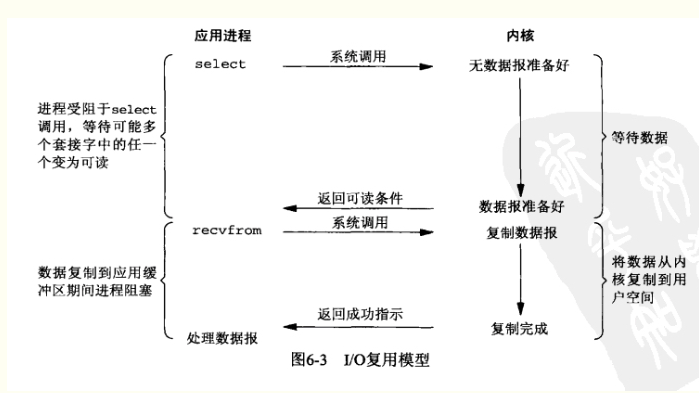 应用进程
内核
select
系统调用
无数据报准备好
进程受阻于select
调用，等待可能多
个套接字中的任一
个变为可读
等待数据
返回可读条件
数据报准备好
recvfrom
系统调用
复制数据报
数据复制到应用缓
冲区期间进程阻塞
将数据从内
核复制到用
户空间
返回成功指示
处理数据报
复制完成
图6-3 I/O复用模型